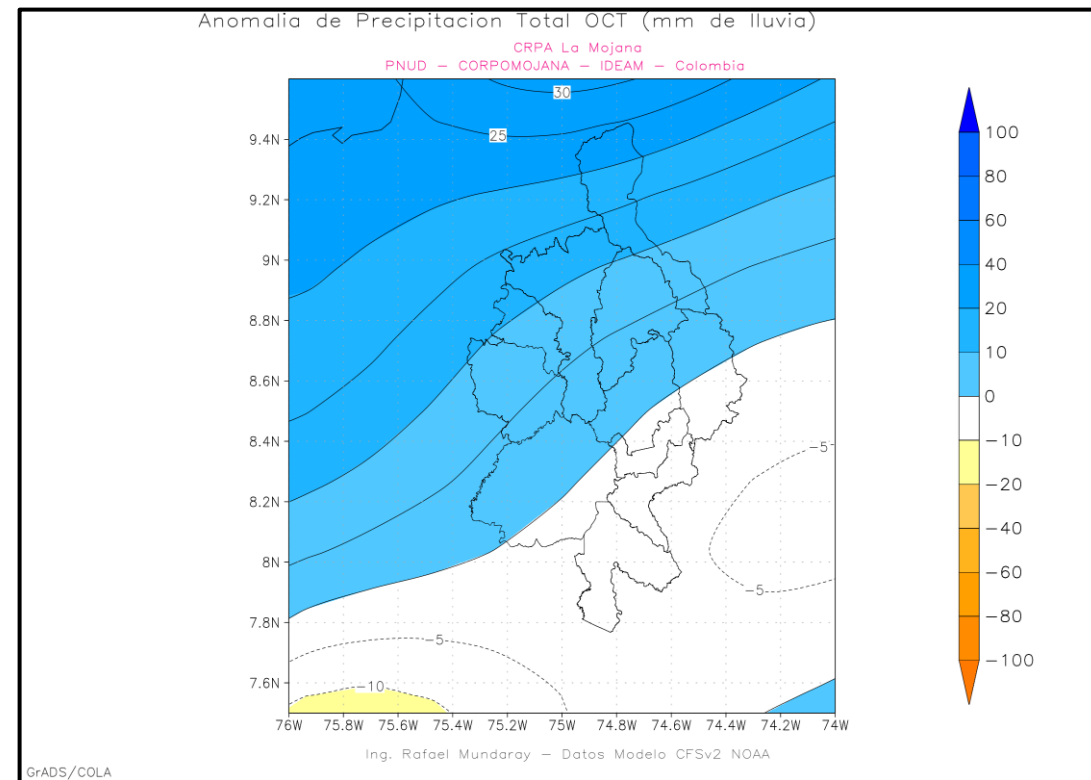 Anomalia de Precipitacion Total OCT (mm de lluvia)
CRPA La Mojana
PNUD – CORPOMOJANA – IDEAM – Colombia
30
25
9.4N
9.2N
9N
8.8N
8.6N
8.4N
8.2N
8N
7.8N
7.6N
-5
-5
-5
-10
76W 75.8W 75.6W 75.4W 75.2W 75W 74.8W 74.6W 74.4W 74.2W 74W
100
80
60
40
20
10
0
-10
-20
-40
-60
-80
-100
Ing. Rafael Mundaray – Datos Modelo CFSv2 NOAA
GrADS/COLA